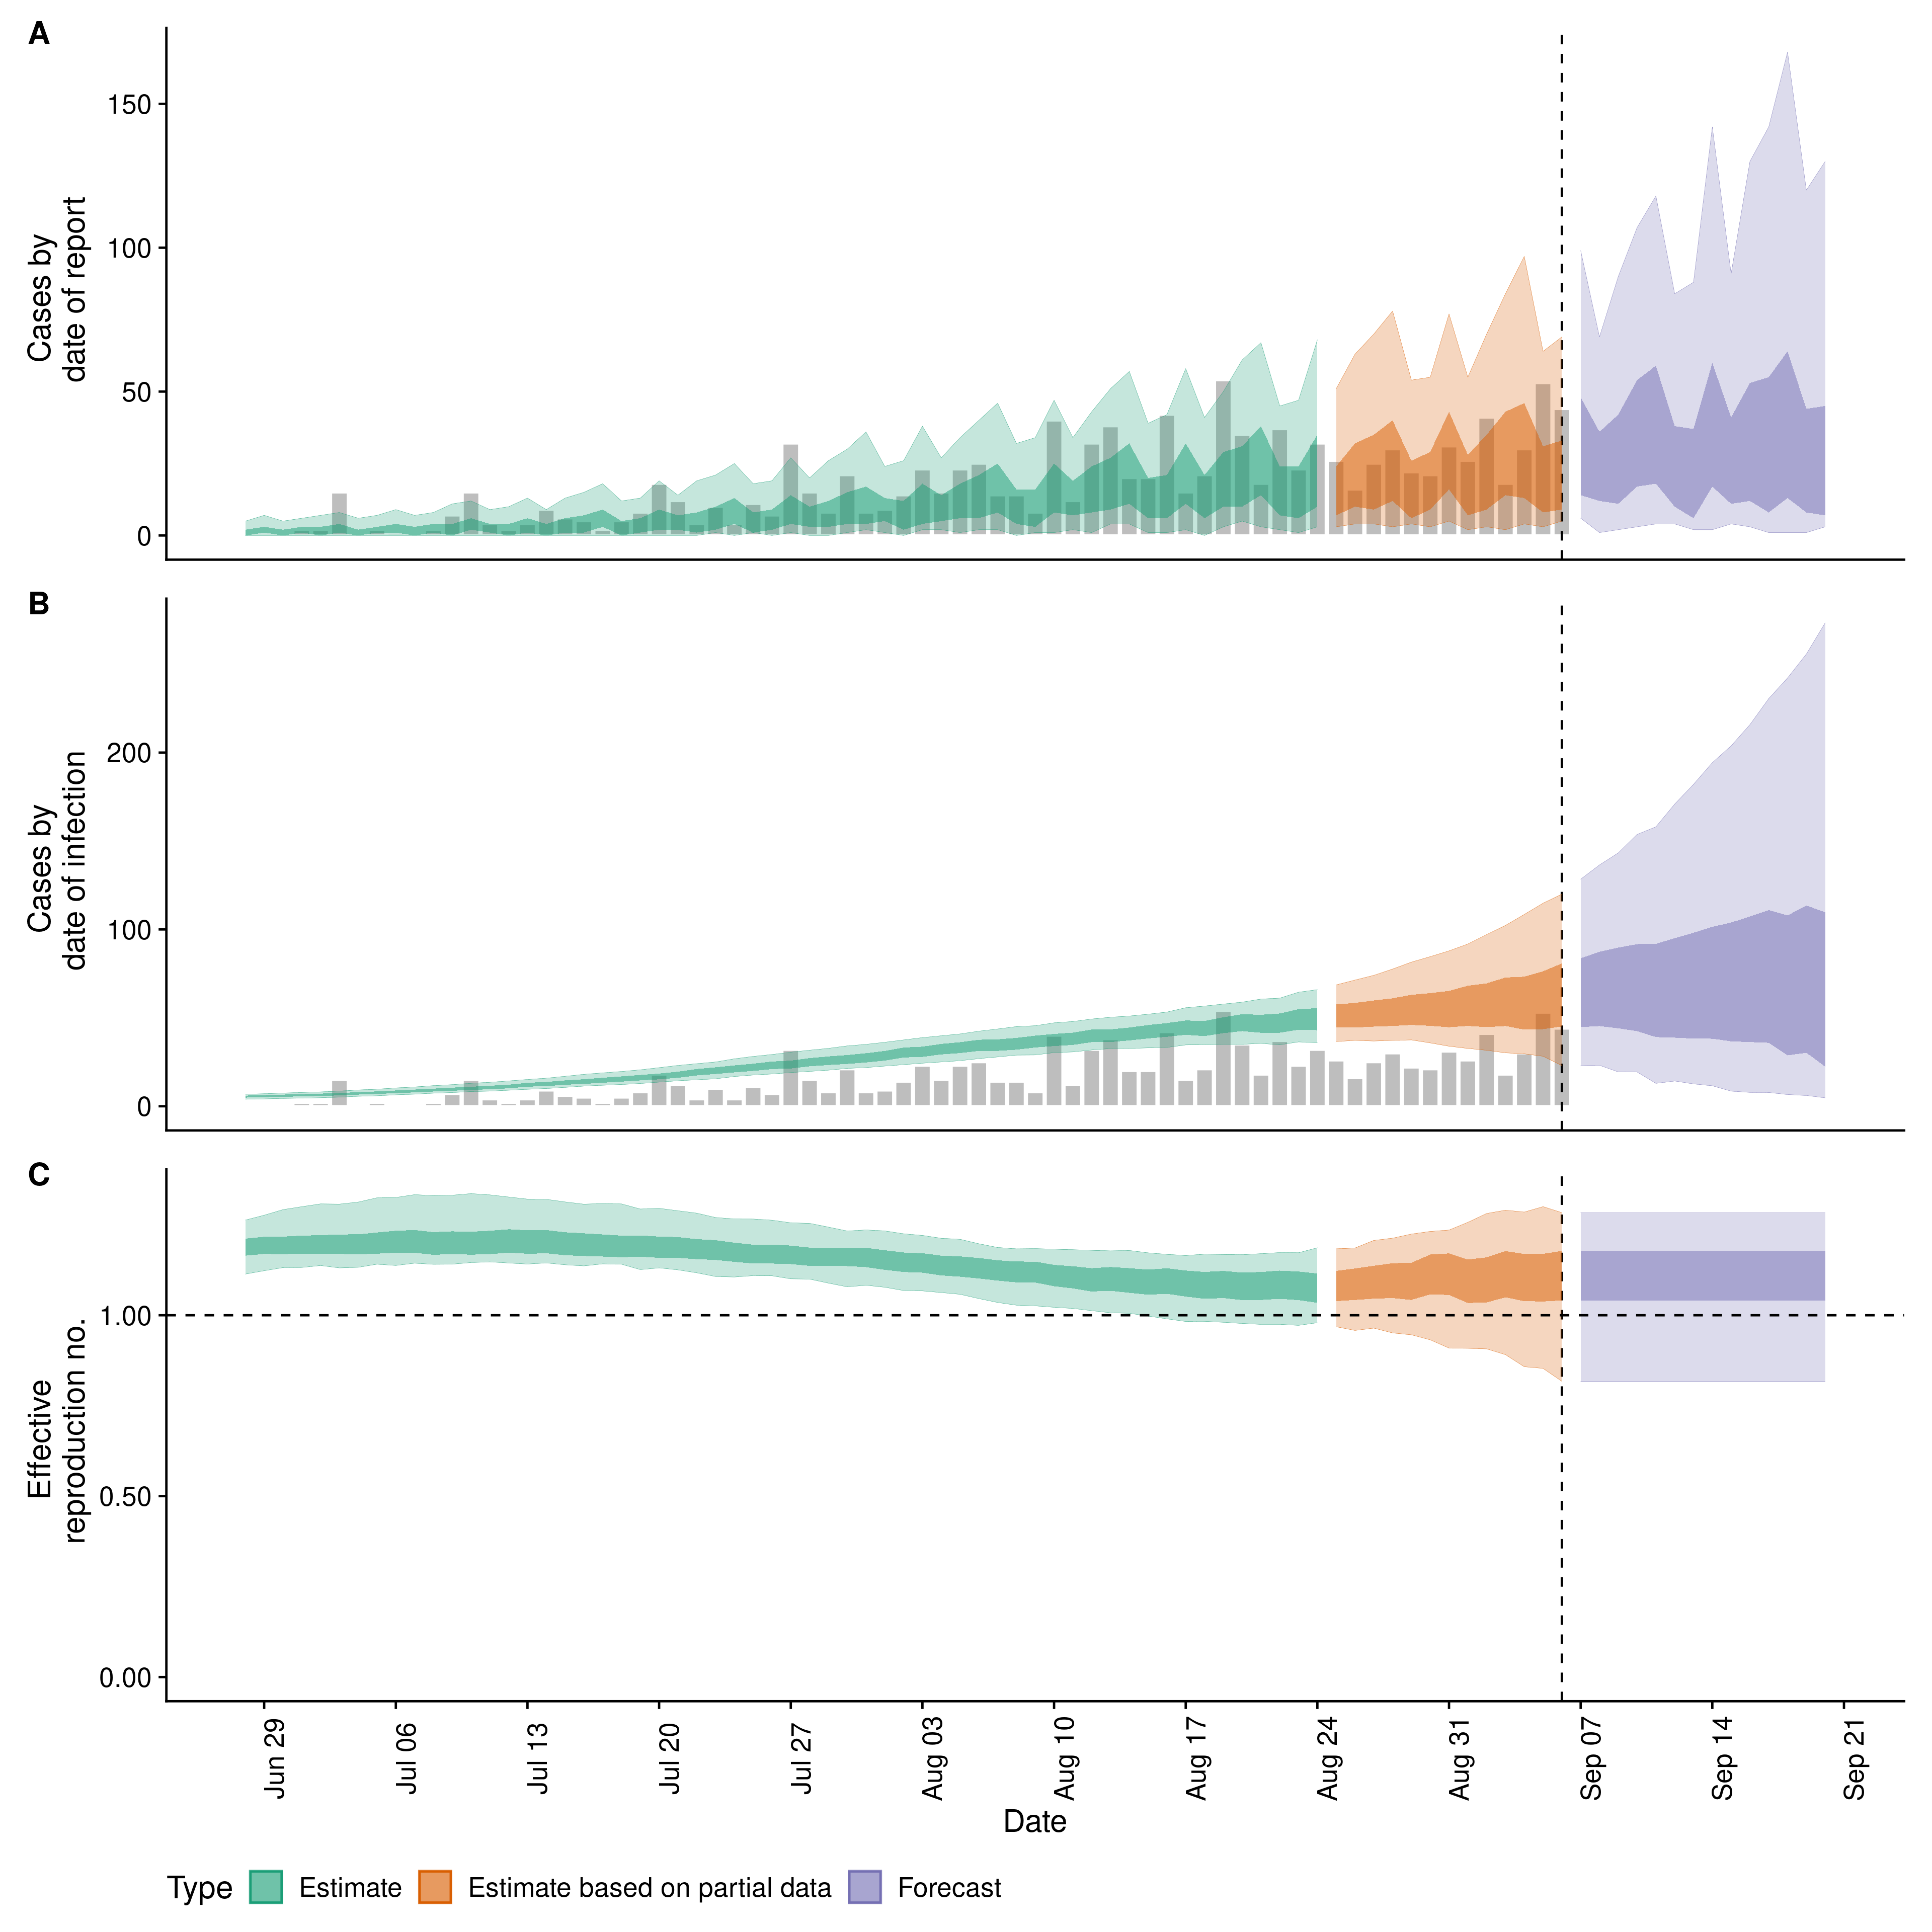 A
Cases by
date of report
150
100
50
0
B
Cases by
date of infection
200
100
0
C
Effective
reproduction no.
1.00
0.50
0.00
Jun 29
Jul 06
Jul 13
Jul 20
Jul 27
Aug 03
Aug 10
Aug 17
Aug 24
Aug 31
Sep 07
Sep 14
Sep 21
Date
Type Estimate Estimate based on partial data Forecast